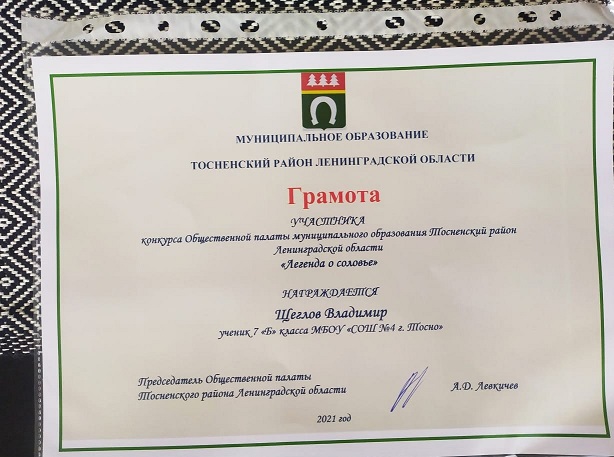 МУНИЦИПАЛЬНОЕ ОБРАЗОВАНИЕ
ТОСНЕНСКИЙ РАЙОН ЛЕНИНГРАДСКОЙ ОБЛАСТИ
Грамота
УЧАСТНИКА
конкурса Общественной палаты муниципального образования Тосненский район
Ленинградской области
«Легенда о соловье»
НАГРАЖДАЕТСЯ
Щеглов Владимир
ученик 7 «Б» класса МБОУ «СОШ №4 г. Тосно»
Председатель Общественной палаты
Тосненского района Ленинградской области
А.D. Левкичев
2021 год